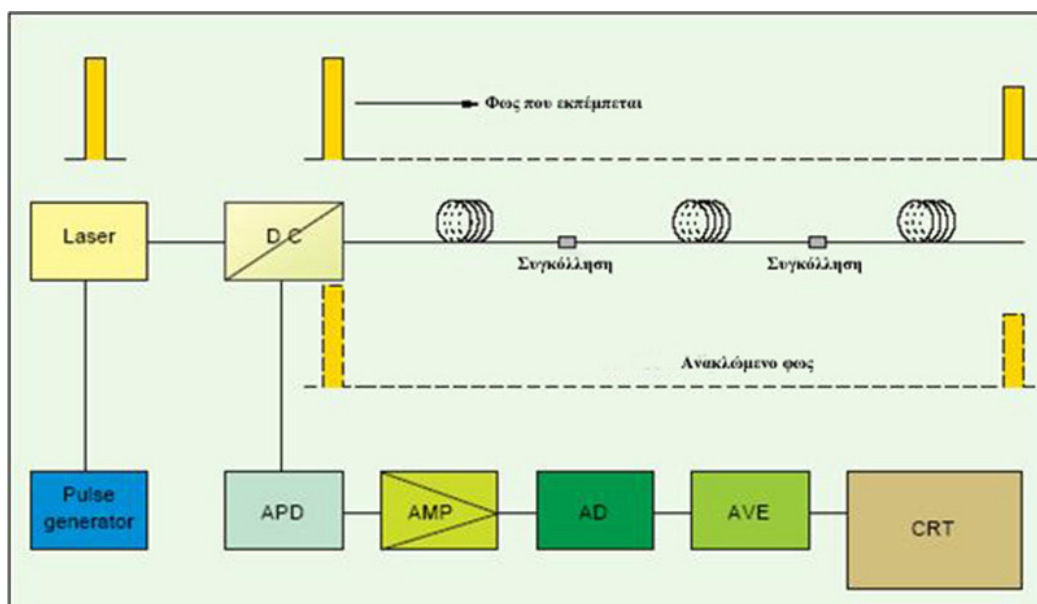 Φως που εκπέμπεται
Laser
D C
Συγκόλληση
Συγκόλληση
Ανακλώμενο φως
Pulse
generator
APD
AMP
AD
AVE
CRT